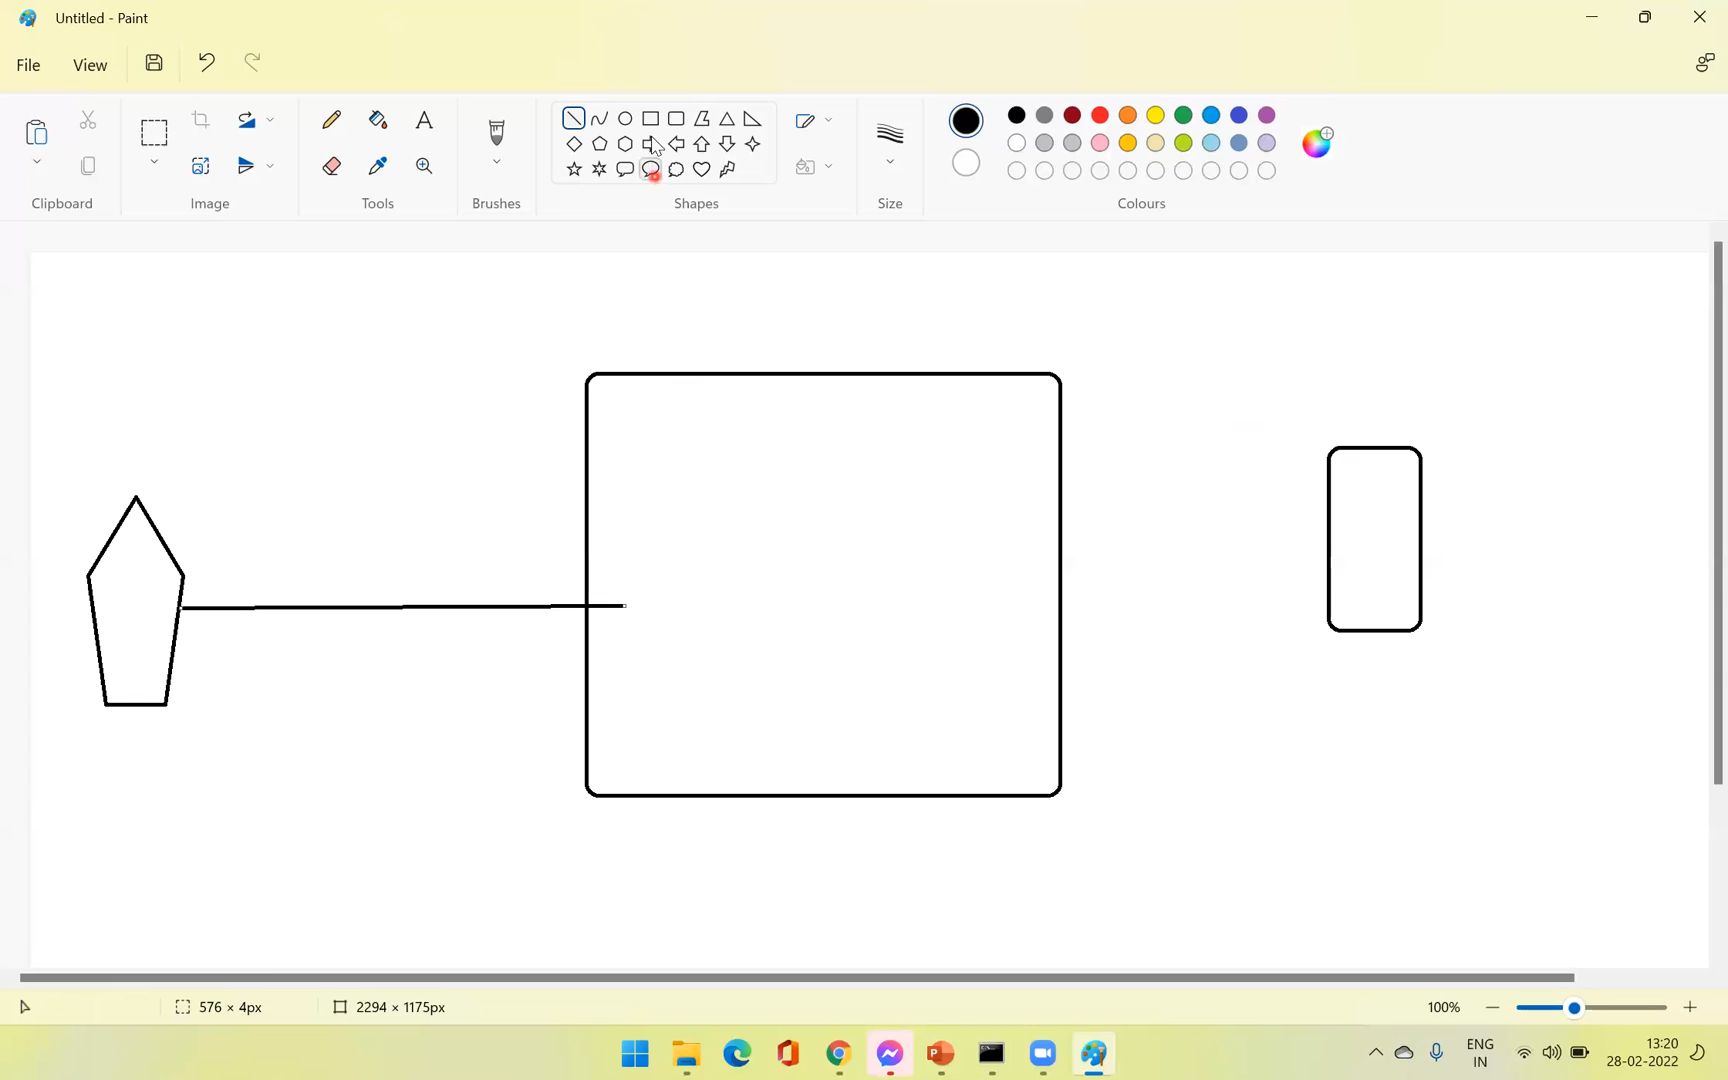 Untitled - Paint
File
View
Clipboard
Image
Tools
Brushes
Shapes
Size
Colours
576 × 4px
2294 × 1175px
100%
ENG
IN
13:20
28-02-2022